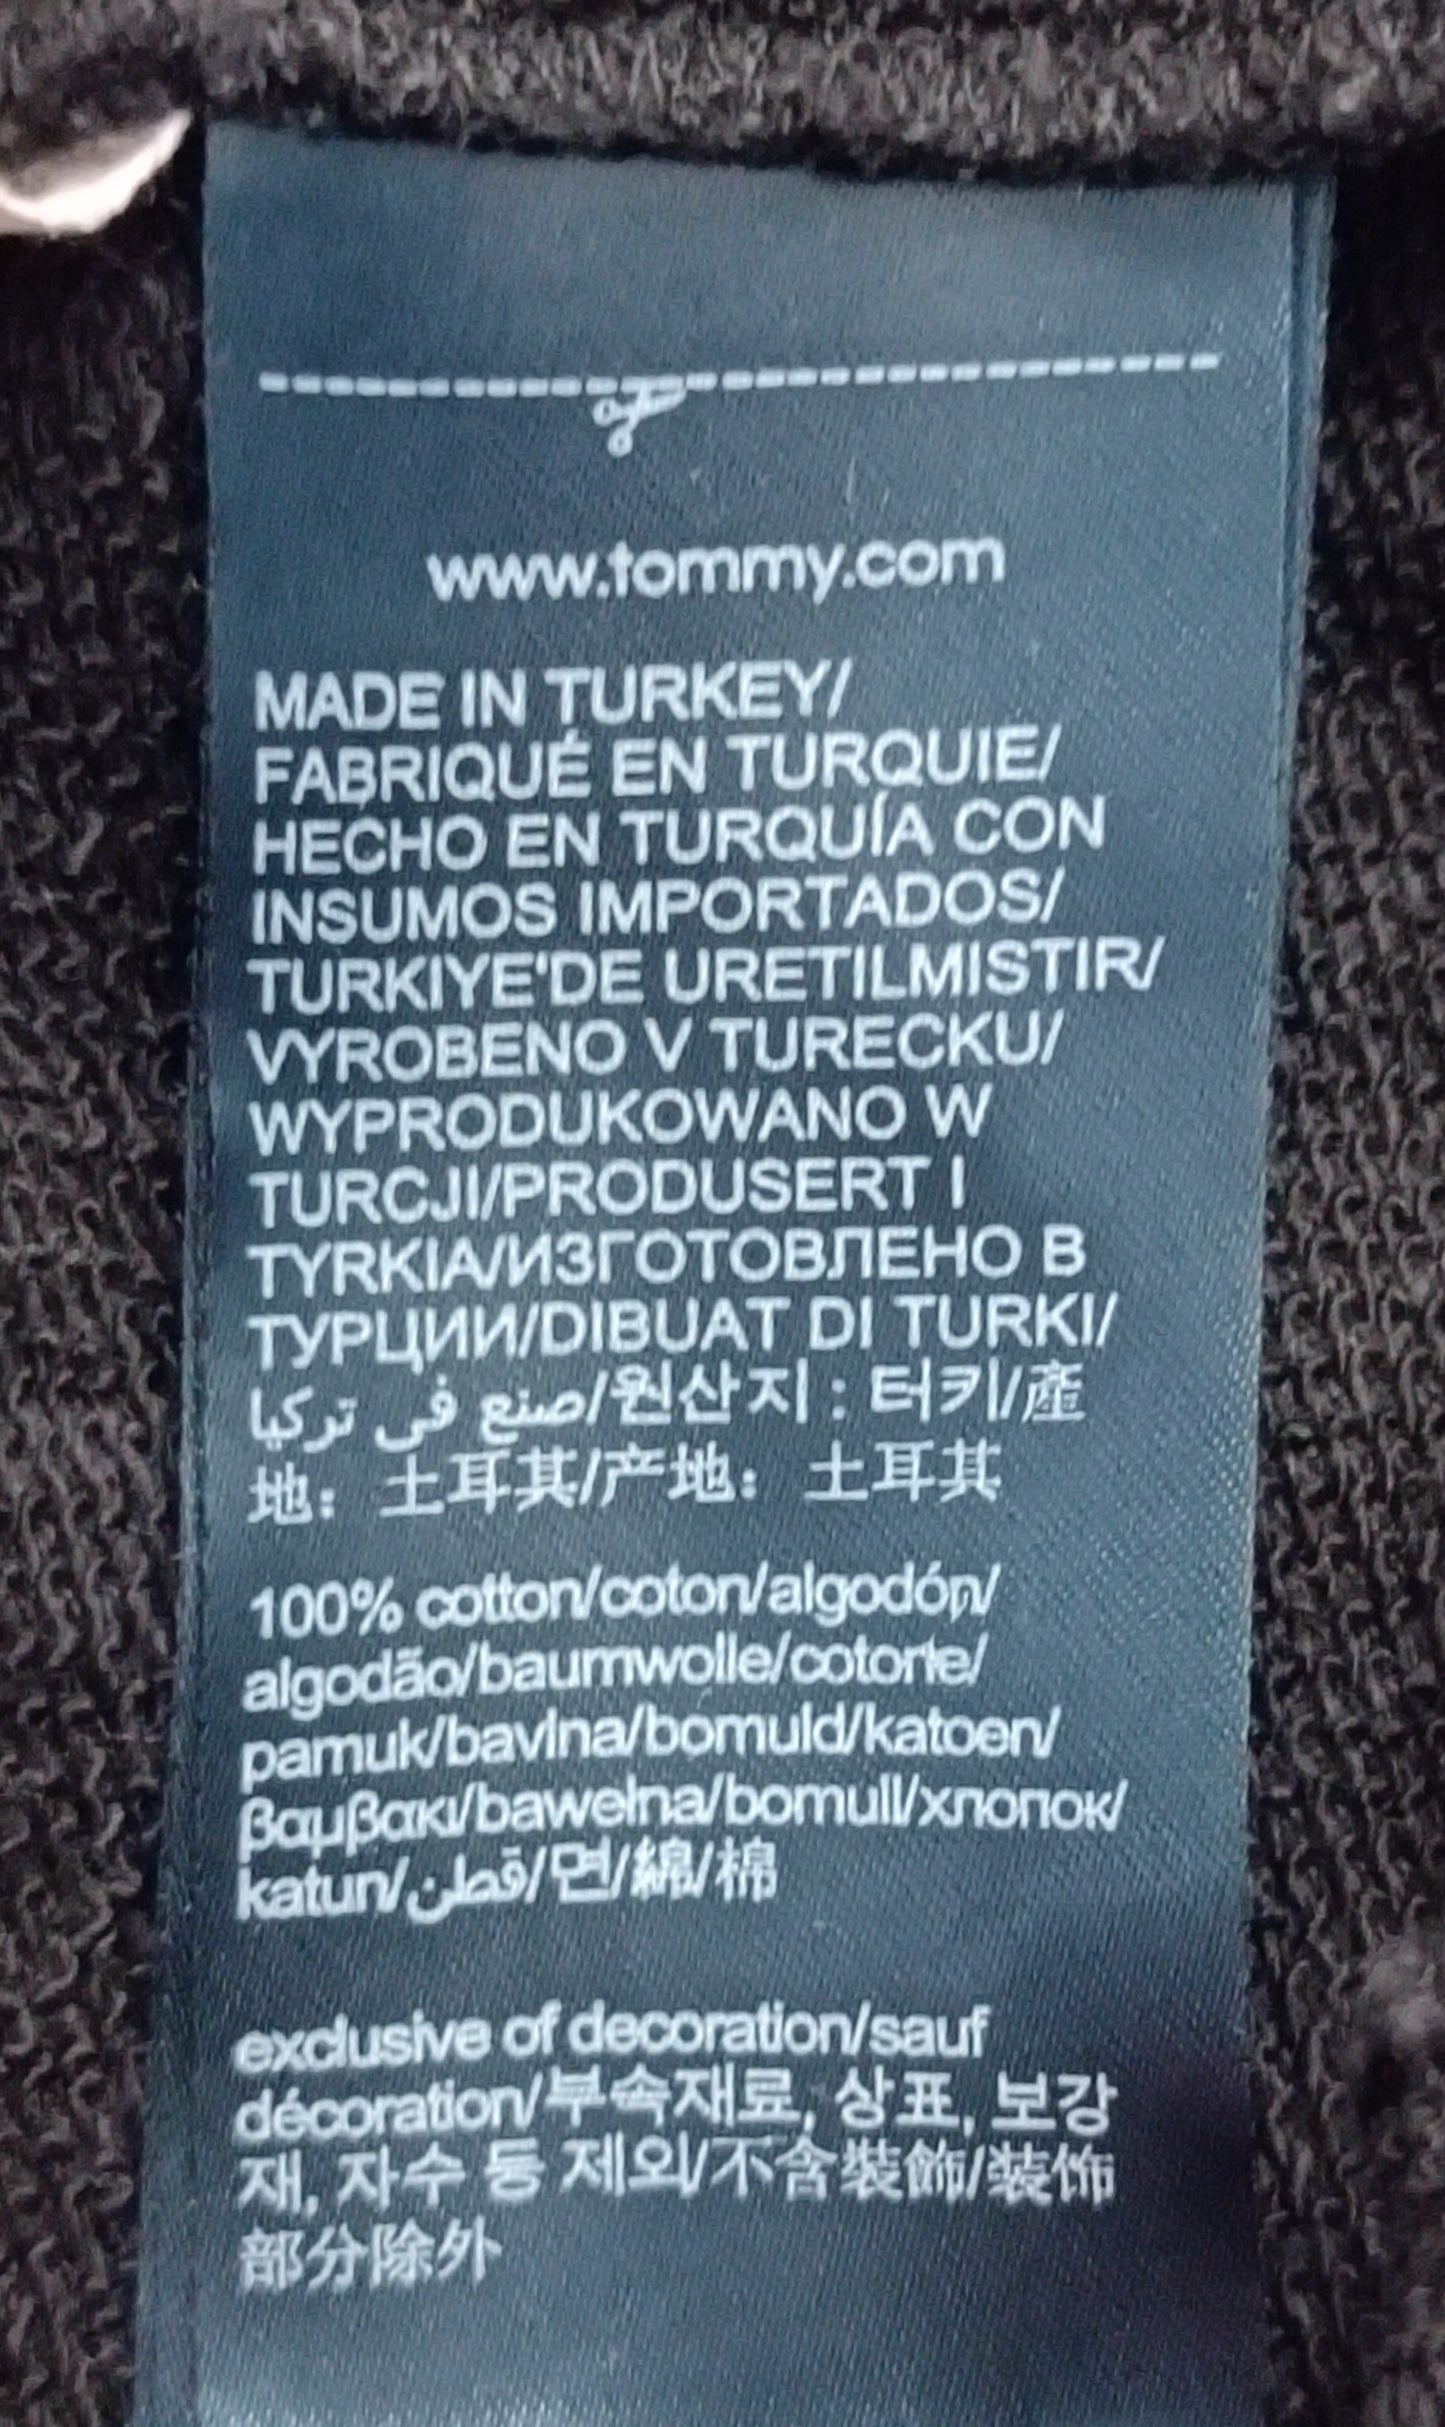 www.tommy.com
MADE IN TURKEY/
FABRIQUÉ EN TURQUIE/
HECHO EN TURQUÍA CON
INSUMOS IMPORTADOS/
TURKIYE'DE URETILMISTIR/
VYROBENO V TURECKU/
WYPRODUKOWANO W
TURCJI/PRODUSERT I
TYRKIA/ИЗГОТОВЛЕНО В
ТУРЦИИ/DIBUAT DI TURKI/
صنع في تركيا/원산지 : 터키/產
地：土耳其/产地：土耳其
100% cotton/coton/algodón/
algodão/baumwolle/cotone/
pamuk/bavlna/bomuld/katoen/
βαμβακι/bawełna/bomull/хлопок/
katun/قطن/면/綿/棉
exclusive of decoration/sauf
décoration/부속재료, 상표, 보강
재, 자수 등 제외/不含裝飾/装饰
部分除外